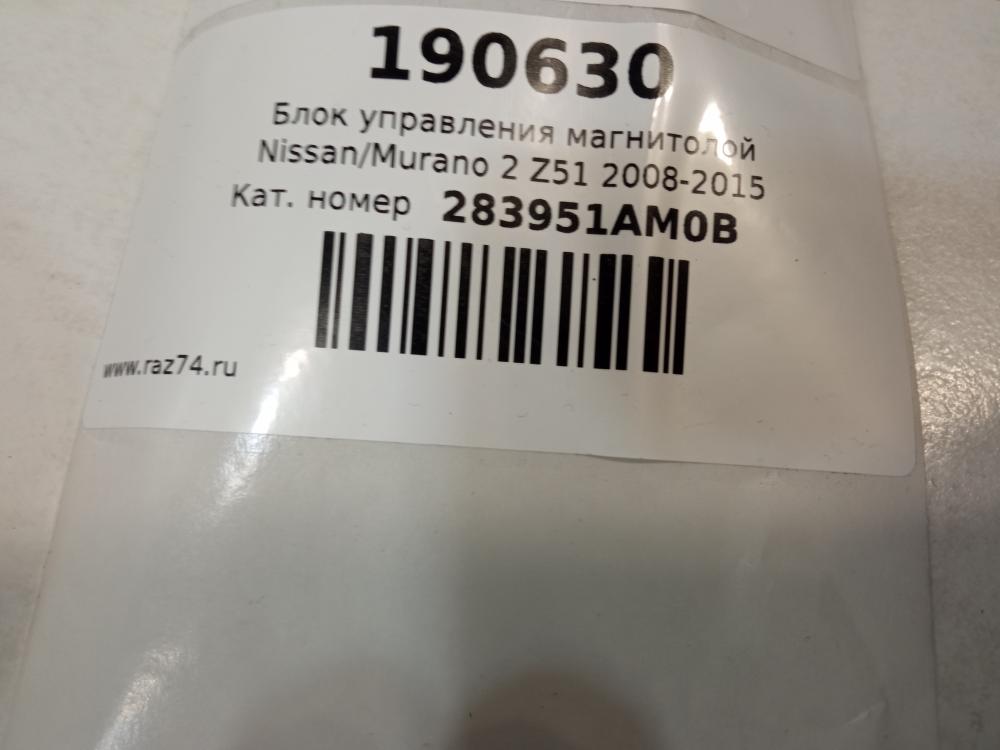 190630
Блок управления магнитолой
Nissan/Murano 2 Z51 2008-2015
Кат. номер 283951AM0B
www.raz74.ru